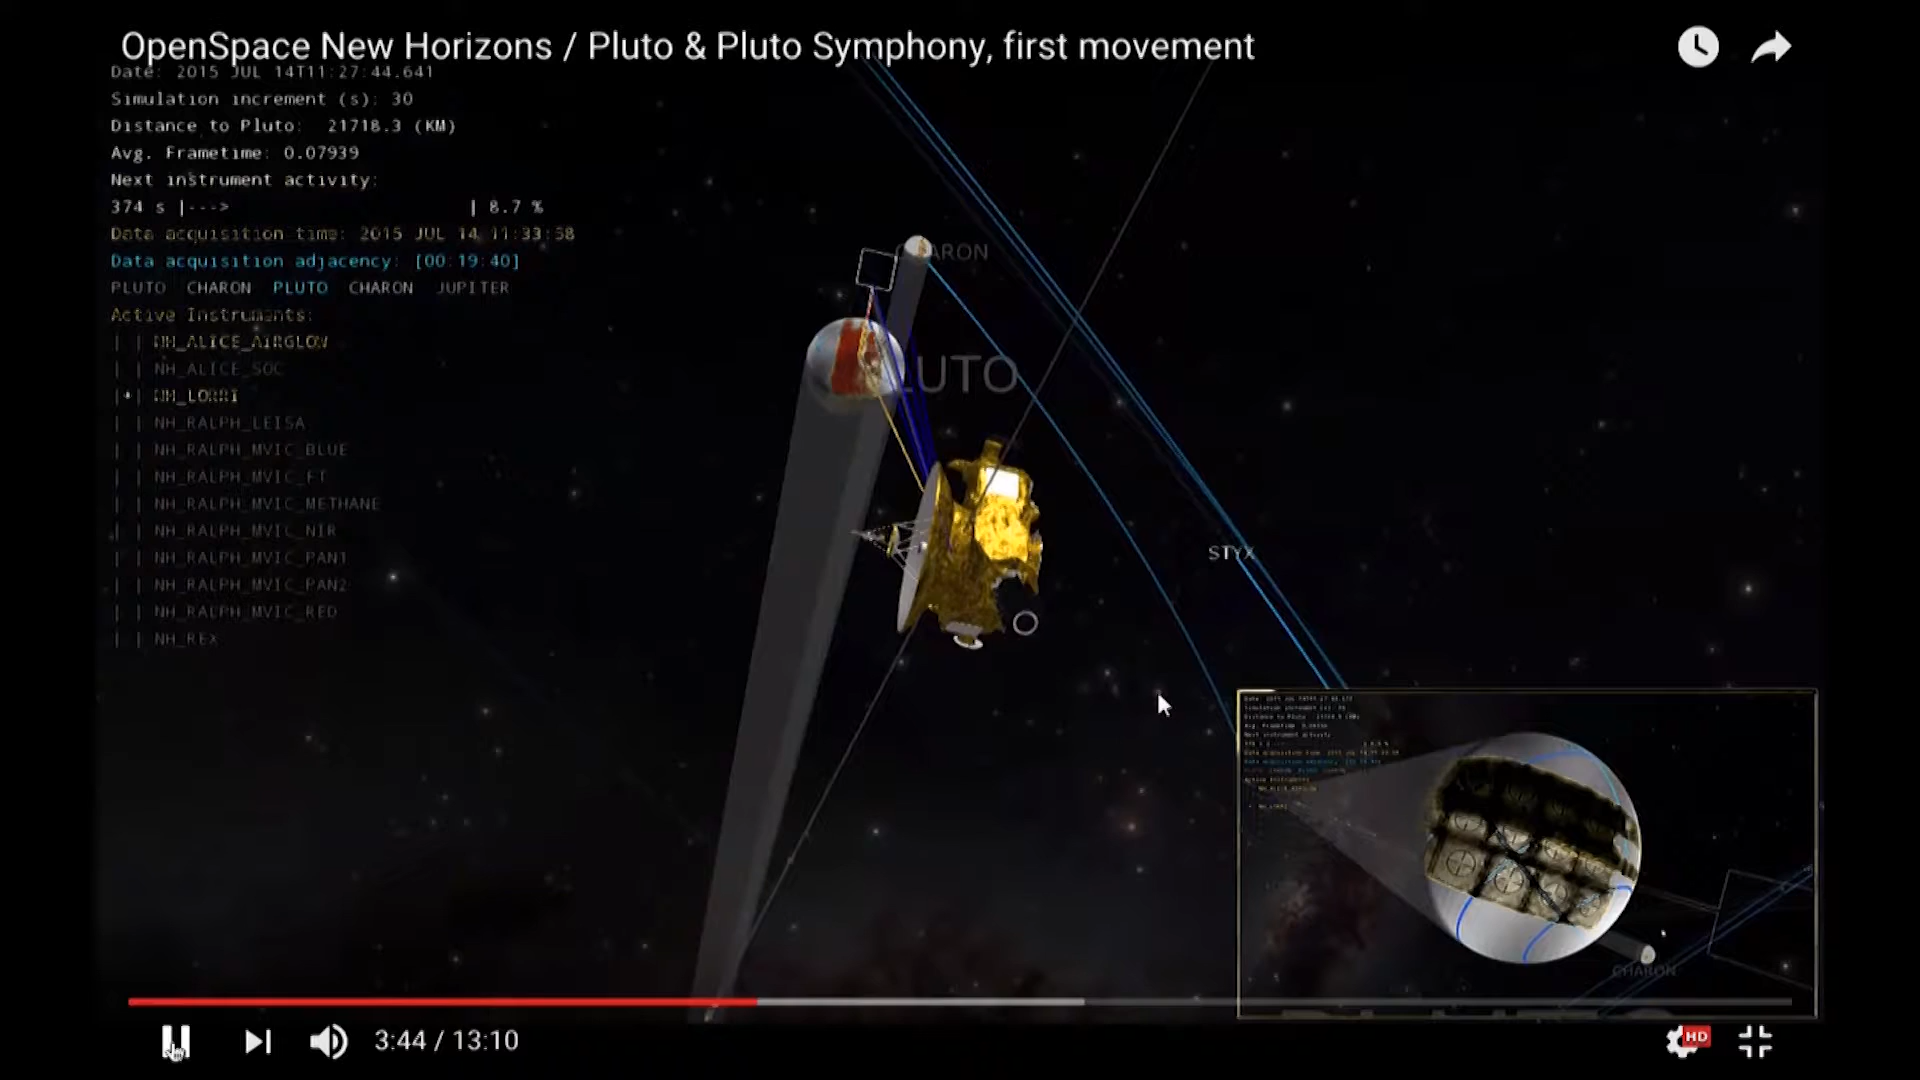 OpenSpace New Horizons / Pluto & Pluto Symphony, first movement
Date: 2015 JUL 14T11:27:44.641
Simulation increment (s): 30
Distance to Pluto: 21718.3 (KM)
Avg. Frametime: 0.07939
Next instrument activity:
374 s |---> | 8.7 %
Data acquisition time: 2015 JUL 14 11:33:58
Data acquisition adjacency: [00:19:40]
PLUTO CHARON PLUTO CHARON JUPITER
Active Instruments:
| | NH_ALICE_AIRGLOW
| | NH_ALICE_SOC
|*| NH_LORRI
| | NH_RALPH_LEISA
| | NH_RALPH_MVIC_BLUE
| | NH_RALPH_MVIC_FT
| | NH_RALPH_MVIC_METHANE
| | NH_RALPH_MVIC_NIR
| | NH_RALPH_MVIC_PAN1
| | NH_RALPH_MVIC_PAN2
| | NH_RALPH_MVIC_RED
| | NH_REX
CHARON
PLUTO
STYX
CHARON
3:44 / 13:10
HD